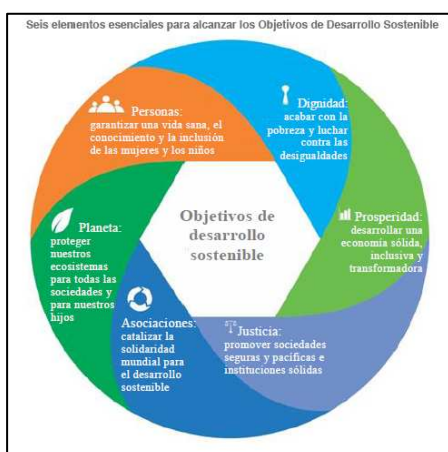 Seis elementos esenciales para alcanzar los Objetivos de Desarrollo Sostenible
Dignidad:
acabar con la
pobreza y luchar
contra las
desigualdades
Prosperidad:
desarrollar una
economía sólida,
inclusiva y
transformadora
Justicia:
promover sociedades
seguras y pacíficas e
instituciones sólidas
Asociaciones:
catalizar la
solidaridad
mundial para
el desarrollo
sostenible
Planeta:
proteger
nuestros
ecosistemas
para todas las
sociedades y
para nuestros
hijos
Personas:
garantizar una vida sana, el
conocimiento y la inclusión
de las mujeres y los niños
Objetivos de
desarrollo
sostenible